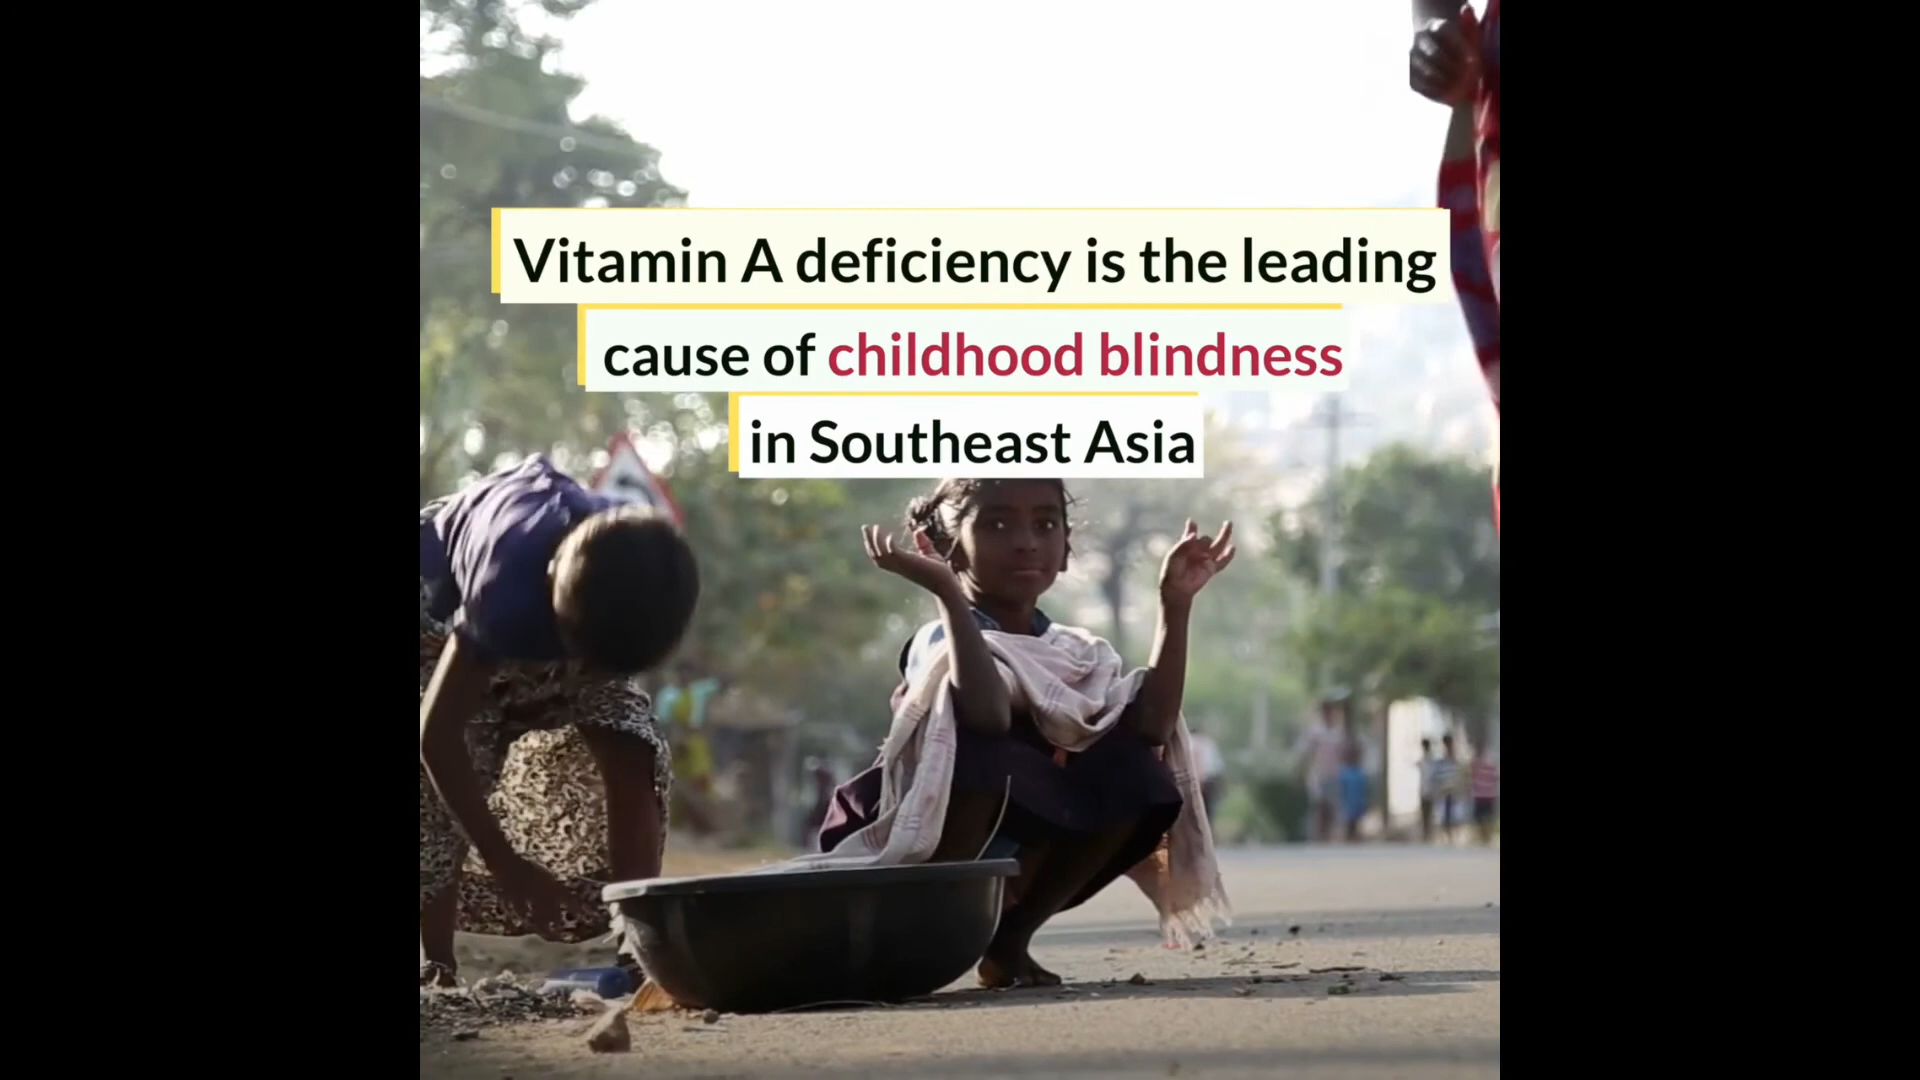 Vitamin A deficiency is the leading
cause of childhood blindness
in Southeast Asia